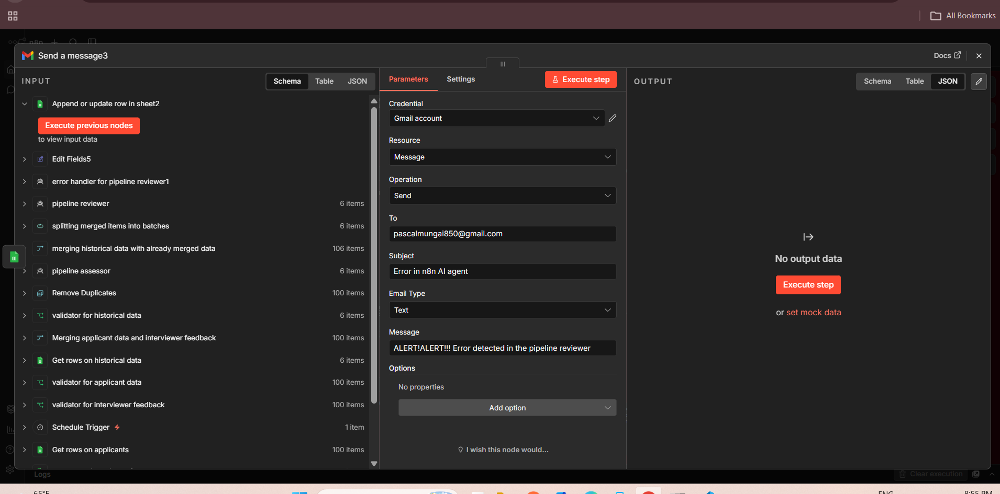 All Bookmarks
n8n
Send a message3
Docs
INPUT
Schema
Table
JSON
Parameters
Settings
Execute step
OUTPUT
Schema
Table
JSON
Append or update row in sheet2
Execute previous nodes
to view input data
Edit Fields5
error handler for pipeline reviewer1
pipeline reviewer 6 items
splitting merged items into batches 6 items
merging historical data with already merged data 106 items
pipeline assessor 6 items
Remove Duplicates 100 items
validator for historical data 6 items
Merging applicant data and interviewer feedback 100 items
Get rows on historical data 6 items
validator for applicant data 100 items
validator for interviewer feedback 100 items
Schedule Trigger 1 item
Get rows on applicants 100 items
Credential
Gmail account
Resource
Message
Operation
Send
To
pascalmungai850@gmail.com
Subject
Error in n8n AI agent
Email Type
Text
Message
ALERT!ALERT!!! Error detected in the pipeline reviewer
Options
No properties
Add option
I wish this node would...
No output data
Execute step
or set mock data
Logs
Clear execution
65°F
ENG
8:55 PM